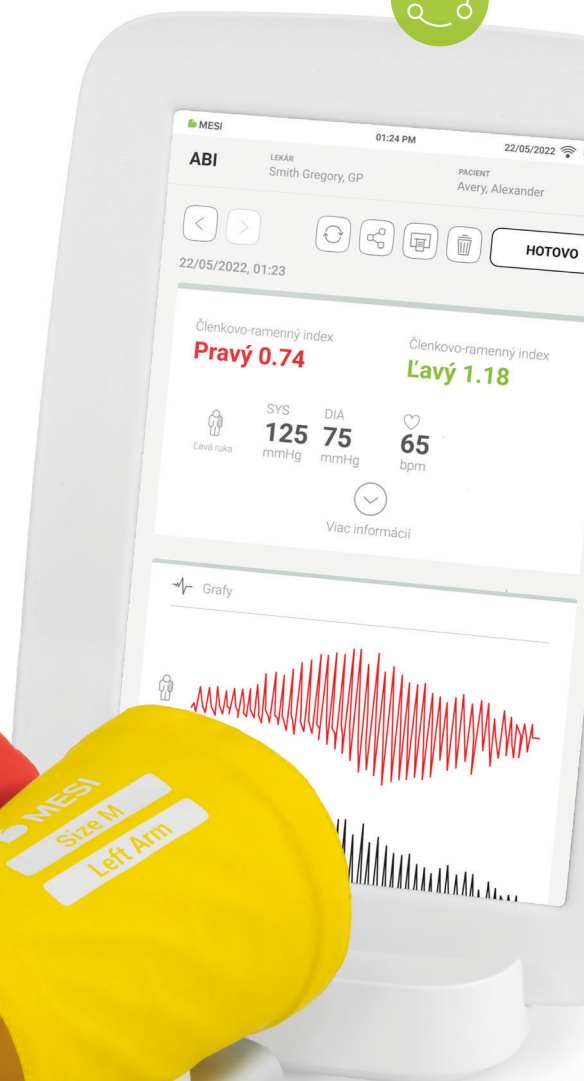 MESI 01:24 PM 22/05/2022
ABI LEKÁR PACIENT
Smith Gregory, GP Avery, Alexander
HOTOVO
22/05/2022, 01:23
Členkovo-ramenný index Členkovo-ramenný index
Pravý 0.74 Ľavý 1.18
SYS DIA
125 75 65
Ľavá ruka mmHg mmHg bpm
Viac informácií
Grafy
MESI
Size M
Left Arm